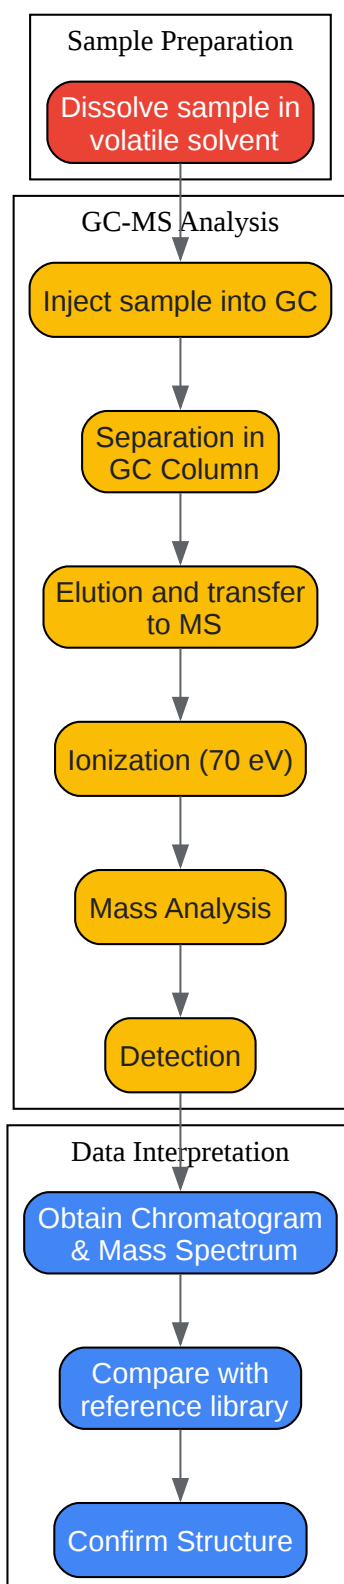 Sample Preparation
Dissolve sample in
volatile solvent
GC-MS Analysis
Inject sample into GC
Separation in
GC Column
Elution and transfer
to MS
Ionization (70 eV)
Mass Analysis
Detection
Data Interpretation
Obtain Chromatogram
& Mass Spectrum
Compare with
reference library
Confirm Structure